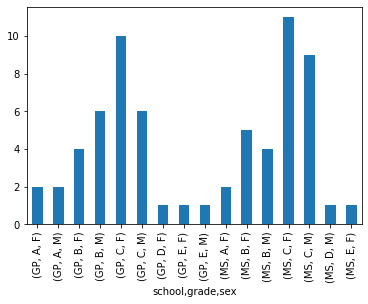 10
8
6
4
2
0
(GP, A, F)
(GP, A, M)
(GP, B, F)
(GP, B, M)
(GP, C, F)
(GP, C, M)
(GP, D, F)
(GP, E, F)
(GP, E, M)
(MS, A, F)
(MS, B, F)
(MS, B, M)
(MS, C, F)
(MS, C, M)
(MS, D, M)
(MS, E, F)
school,grade,sex